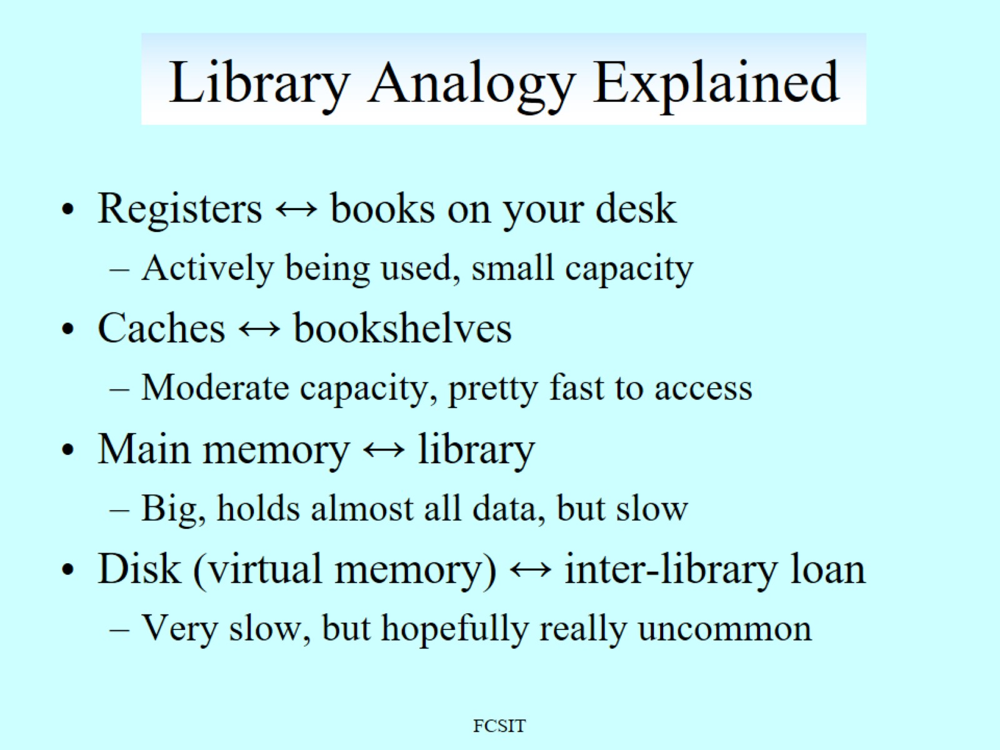 Library Analogy Explained
• Registers ↔ books on your desk
– Actively being used, small capacity
• Caches ↔ bookshelves
– Moderate capacity, pretty fast to access
• Main memory ↔ library
– Big, holds almost all data, but slow
• Disk (virtual memory) ↔ inter-library loan
– Very slow, but hopefully really uncommon
FCSIT